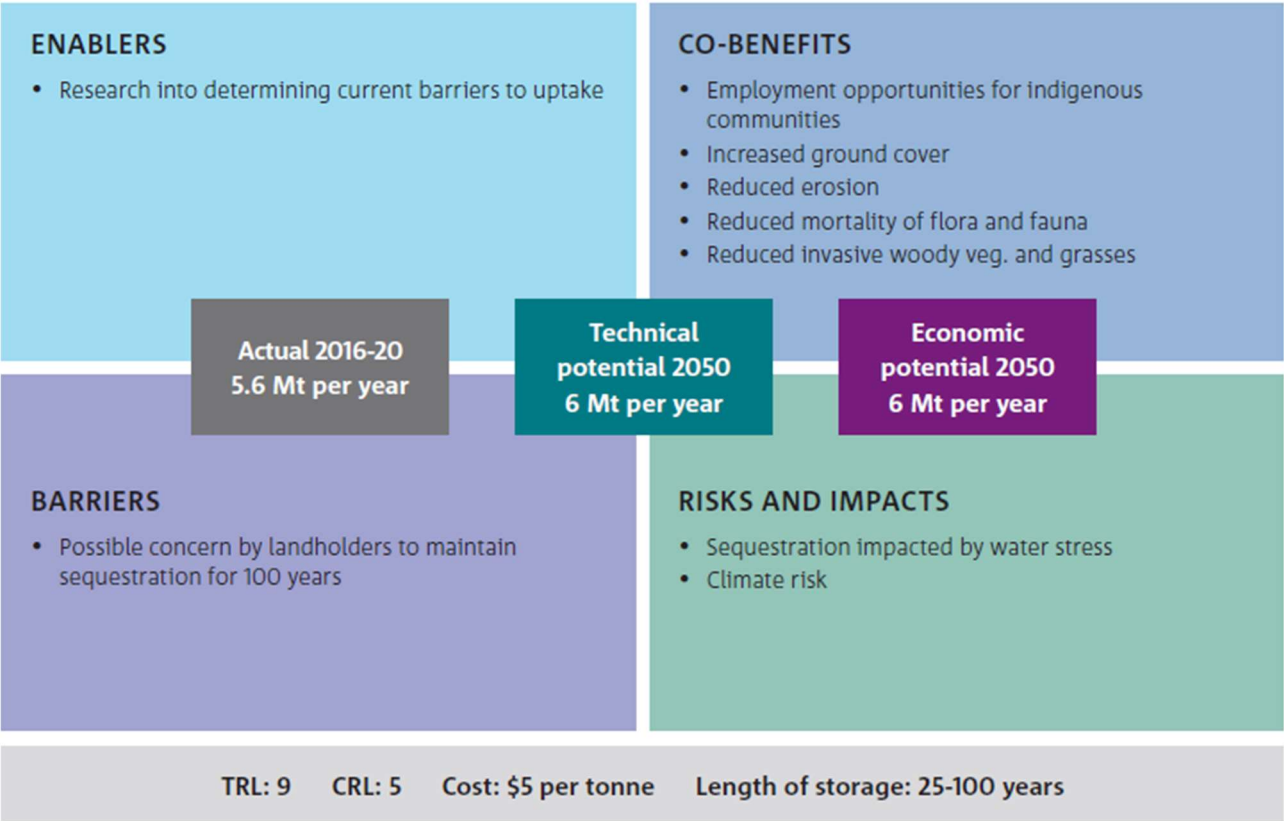 ENABLERS
• Research into determining current barriers to uptake
CO-BENEFITS
• Employment opportunities for indigenous
communities
• Increased ground cover
• Reduced erosion
• Reduced mortality of flora and fauna
• Reduced invasive woody veg. and grasses
Actual 2016-20
5.6 Mt per year
Technical
potential 2050
6 Mt per year
Economic
potential 2050
6 Mt per year
BARRIERS
• Possible concern by landholders to maintain
sequestration for 100 years
RISKS AND IMPACTS
• Sequestration impacted by water stress
• Climate risk
TRL: 9 CRL: 5 Cost: $5 per tonne Length of storage: 25-100 years